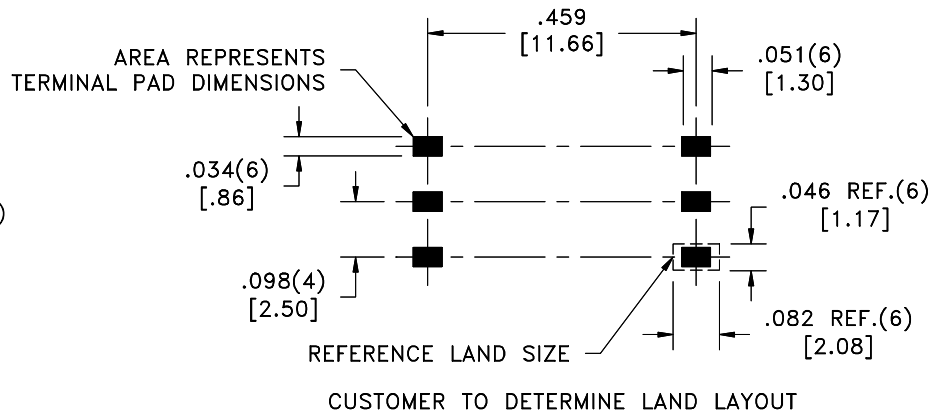 .459
[11.66]
AREA REPRESENTS
TERMINAL PAD DIMENSIONS
.051(6)
[1.30]
.034(6)
[.86]
.046 REF.(6)
[1.17]
)
.098(4)
[2.50]
.082 REF.(6)
[2.08]
REFERENCE LAND SIZE
CUSTOMER TO DETERMINE LAND LAYOUT